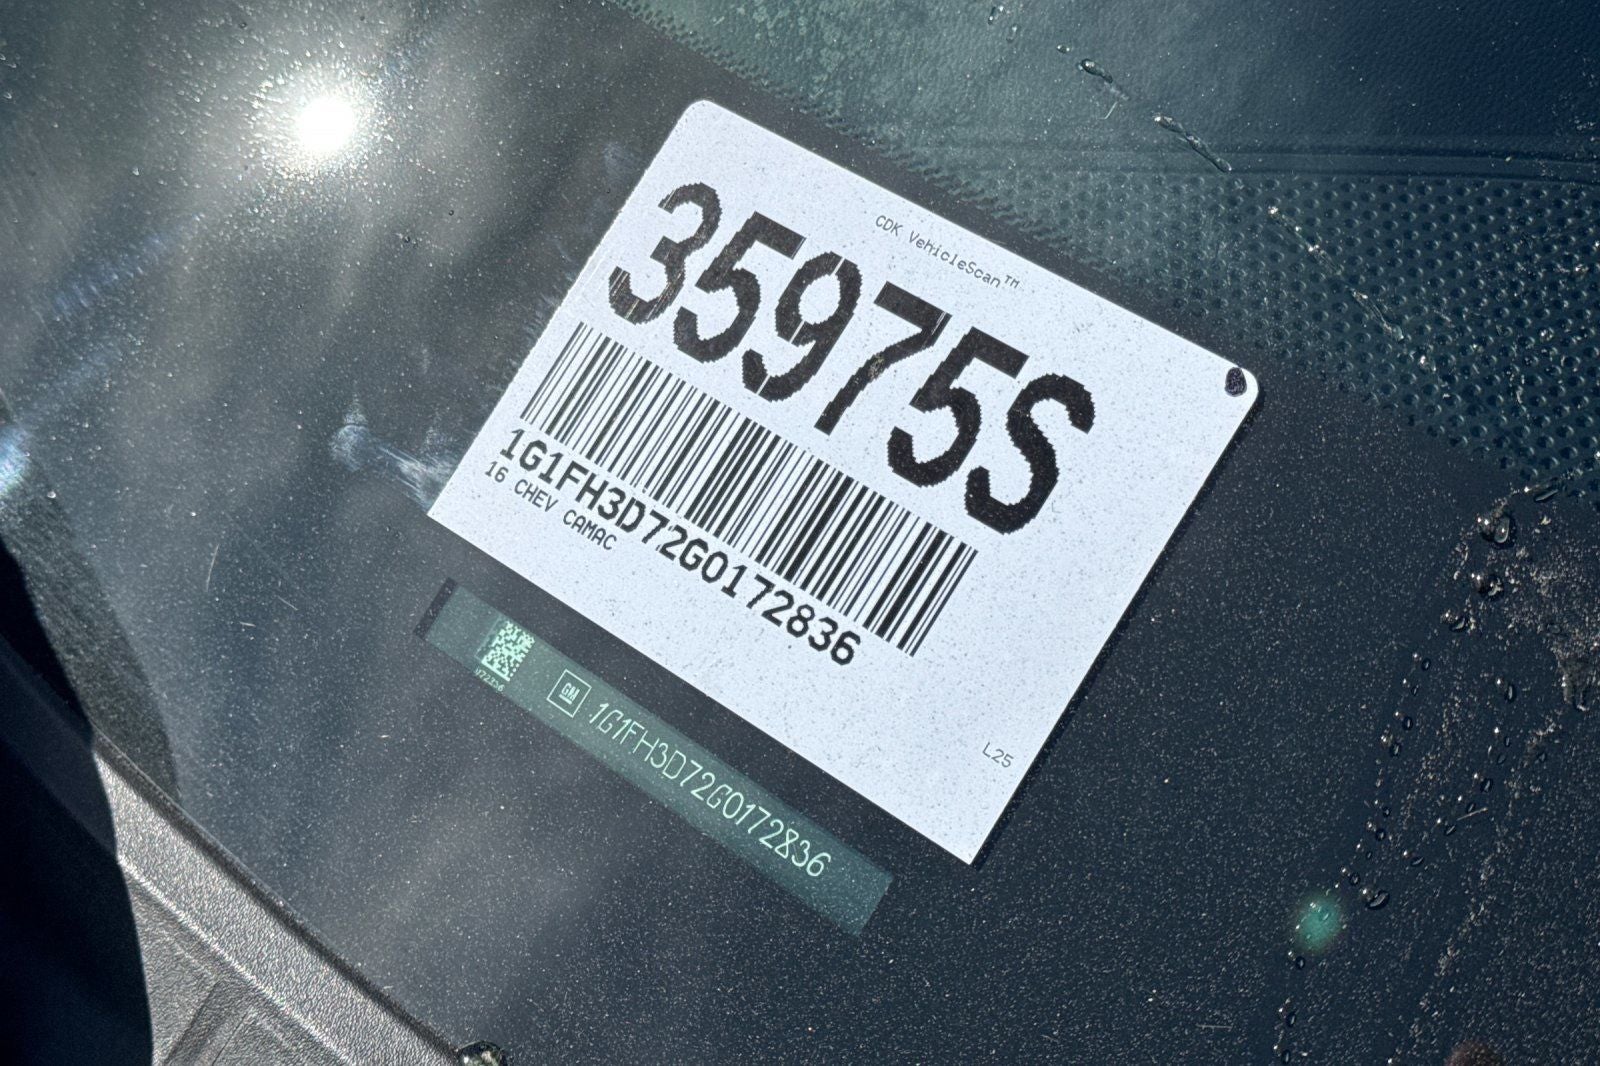 CDK VehicleScan™
35975S
1G1FH3D72G0172836
16 CHEV CAMAC
L25
GM
1G1FH3D72G0172836